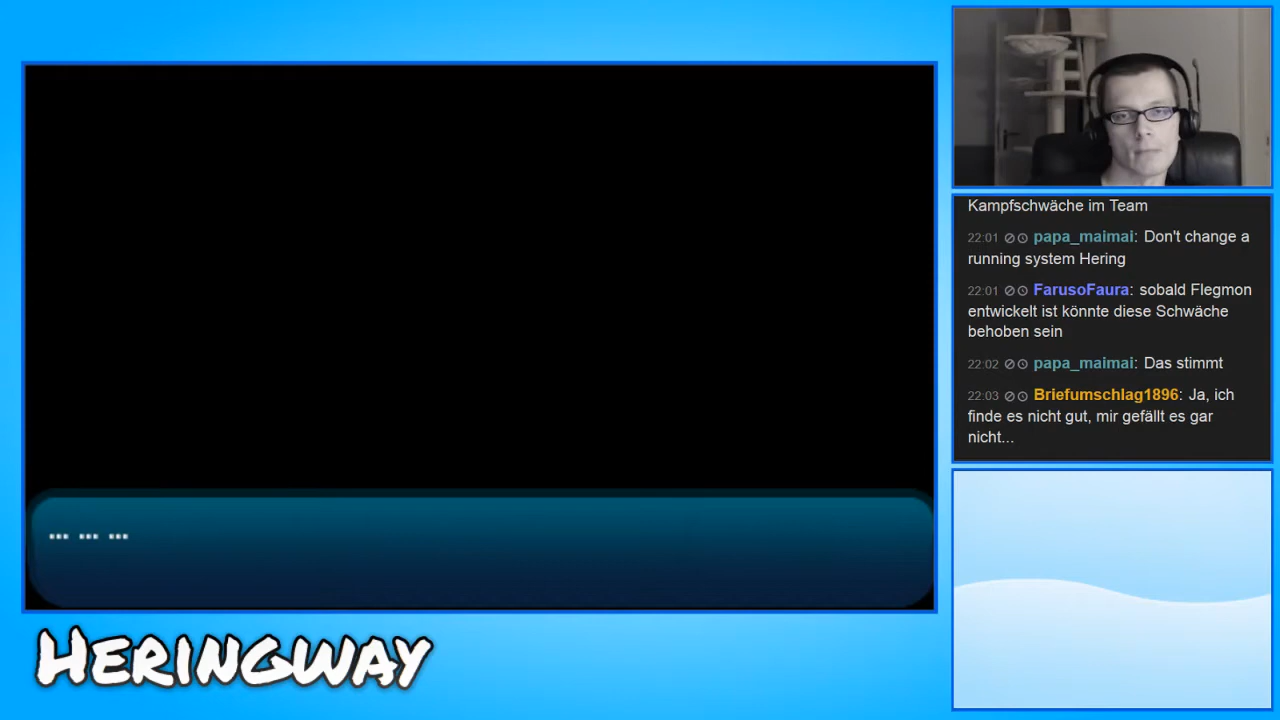 Kampfschwäche im Team
22:01 papa_maimai: Don't change a
running system Hering
22:01 FarusoFaura: sobald Flegmon
entwickelt ist könnte diese Schwäche
behoben sein
22:02 papa_maimai: Das stimmt
22:03 Briefumschlag1896: Ja, ich
finde es nicht gut, mir gefällt es gar
nicht...
... ... ...
HERINGWAY